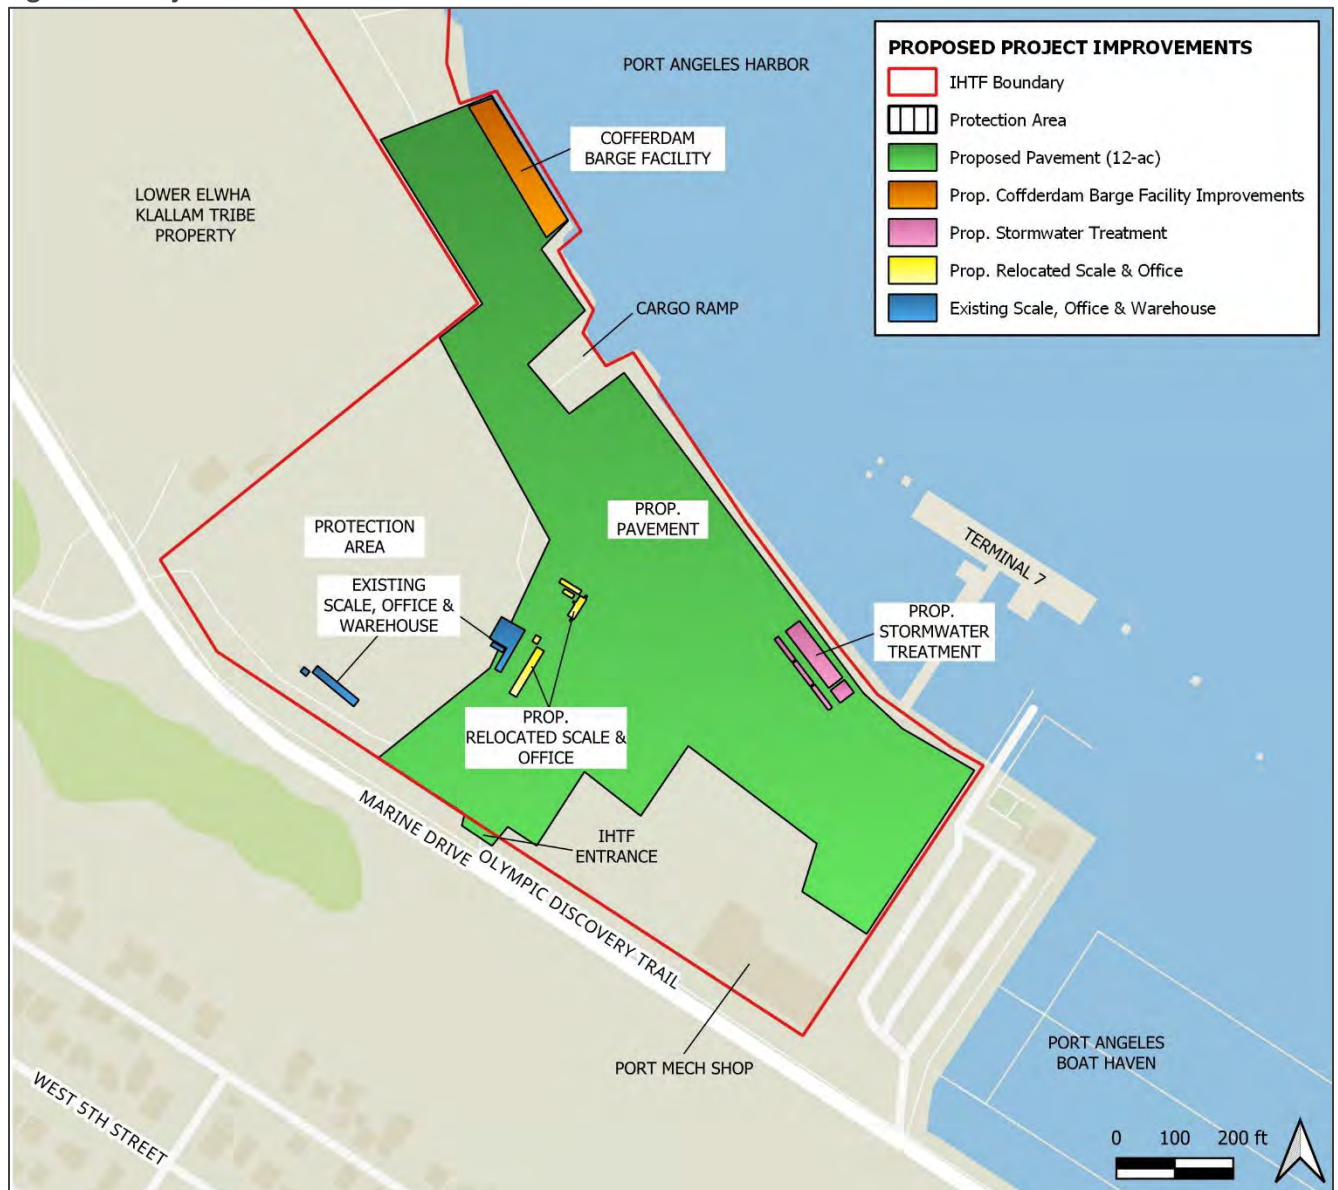 PORT ANGELES HARBOR
PROPOSED PROJECT IMPROVEMENTS
IHTF Boundary
Protection Area
Proposed Pavement (12-ac)
Prop. Coffderdam Barge Facility Improvements
Prop. Stormwater Treatment
Prop. Relocated Scale & Office
Existing Scale, Office & Warehouse
COFFERDAM
BARGE FACILITY
LOWER ELWHA
KLALLAM TRIBE
PROPERTY
CARGO RAMP
PROP.
PAVEMENT
PROTECTION
AREA
TERMINAL 7
EXISTING
SCALE, OFFICE &
WAREHOUSE
PROP.
STORMWATER
TREATMENT
PROP.
RELOCATED SCALE &
OFFICE
IHTF
ENTRANCE
MARINE DRIVE
OLYMPIC DISCOVERY TRAIL
PORT MECH SHOP
PORT ANGELES
BOAT HAVEN
WEST 5TH STREET
0 100 200 ft